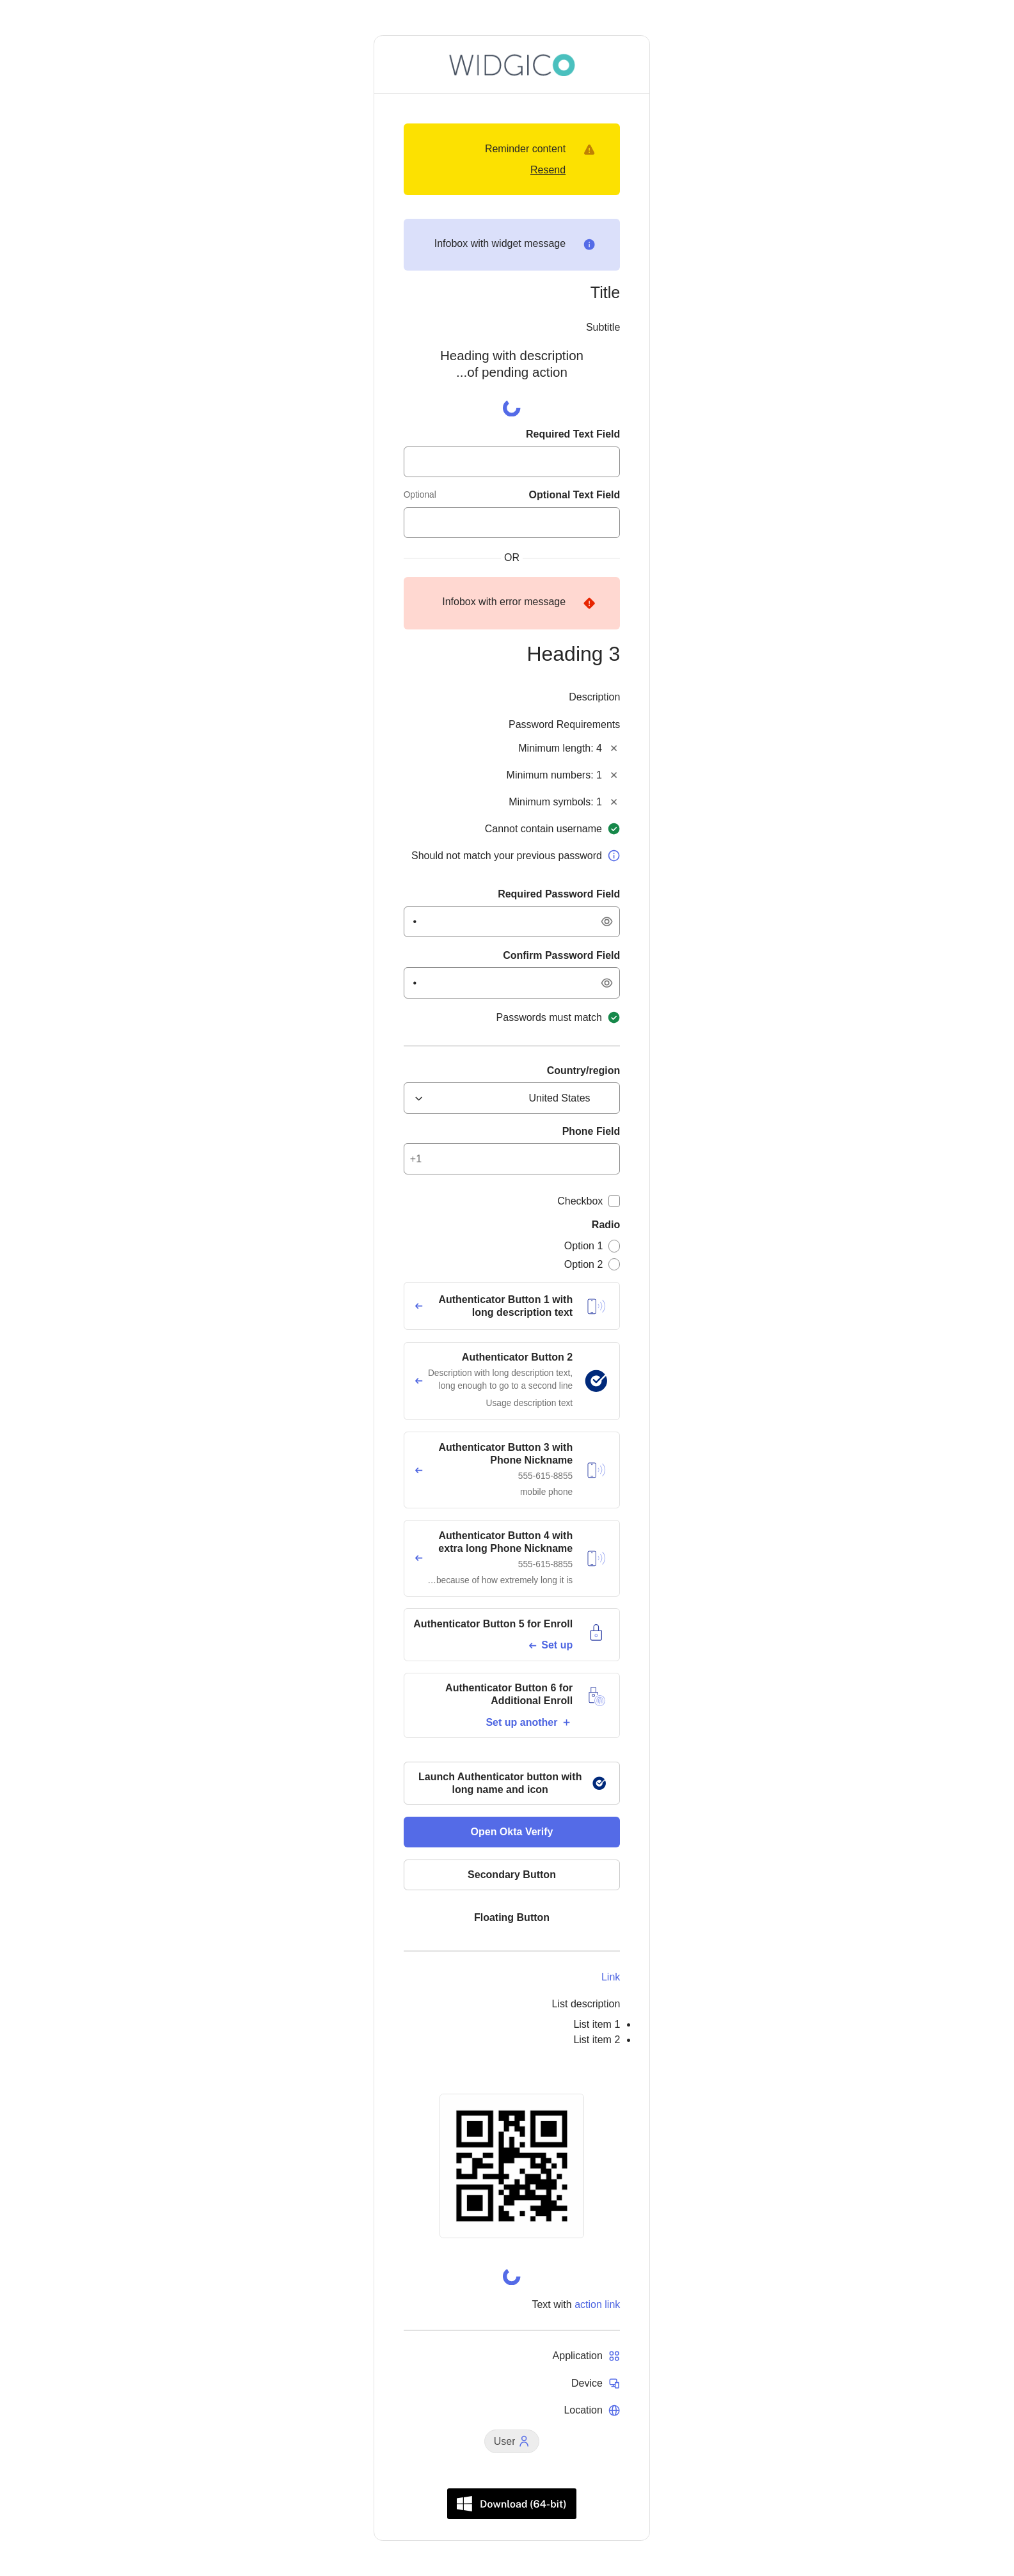 WIDGICO
Reminder content
Resend
Infobox with widget message
Title
Subtitle
Heading with description
...of pending action
Required Text Field
Optional Text Field
Optional
OR
Infobox with error message
Heading 3
Description
Password Requirements
Minimum length: 4
Minimum numbers: 1
Minimum symbols: 1
Cannot contain username
Should not match your previous password
Required Password Field
Confirm Password Field
Passwords must match
Country/region
United States
Phone Field
+1
Checkbox
Radio
Option 1
Option 2
Authenticator Button 1 with
long description text
Authenticator Button 2
Description with long description text,
long enough to go to a second line
Usage description text
Authenticator Button 3 with
Phone Nickname
555-615-8855
mobile phone
Authenticator Button 4 with
extra long Phone Nickname
555-615-8855
...because of how extremely long it is
Authenticator Button 5 for Enroll
Set up
Authenticator Button 6 for
Additional Enroll
Set up another
Launch Authenticator button with
long name and icon
Open Okta Verify
Secondary Button
Floating Button
Link
List description
List item 1
List item 2
Text with action link
Application
Device
Location
User
Download (64-bit)